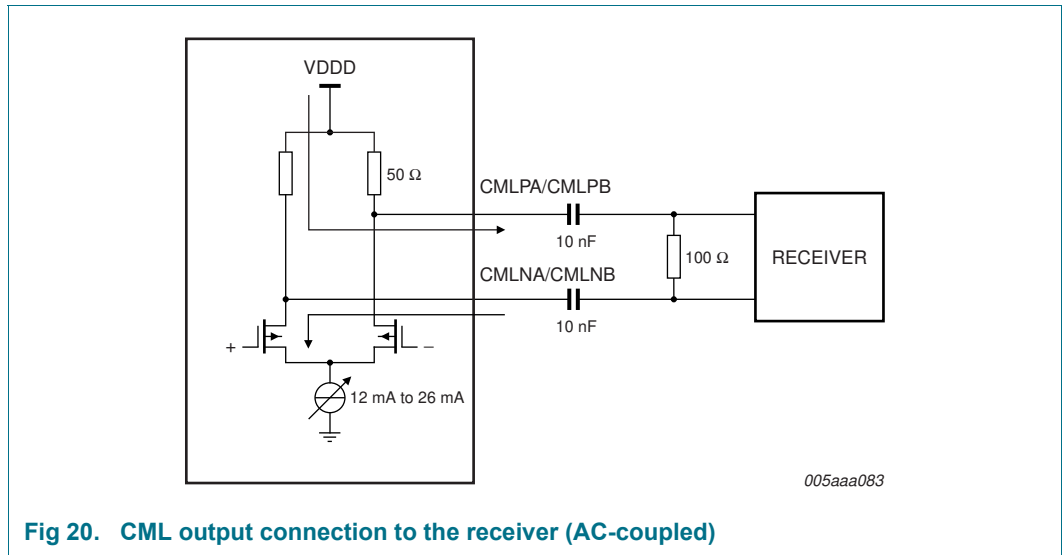 VDDD
50 Ω
CMLPA/CMLPB
10 nF
100 Ω
RECEIVER
CMLNA/CMLNB
10 nF
+
−
12 mA to 26 mA
005aaa083
Fig 20. CML output connection to the receiver (AC-coupled)